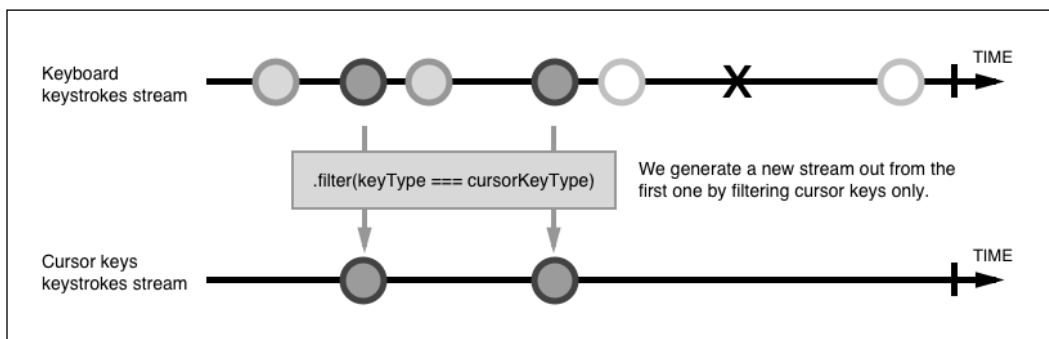 TIME
Keyboard
keystrokes stream
X
.filter(keyType === cursorKeyType)
We generate a new stream out from the
first one by filtering cursor keys only.
TIME
Cursor keys
keystrokes stream